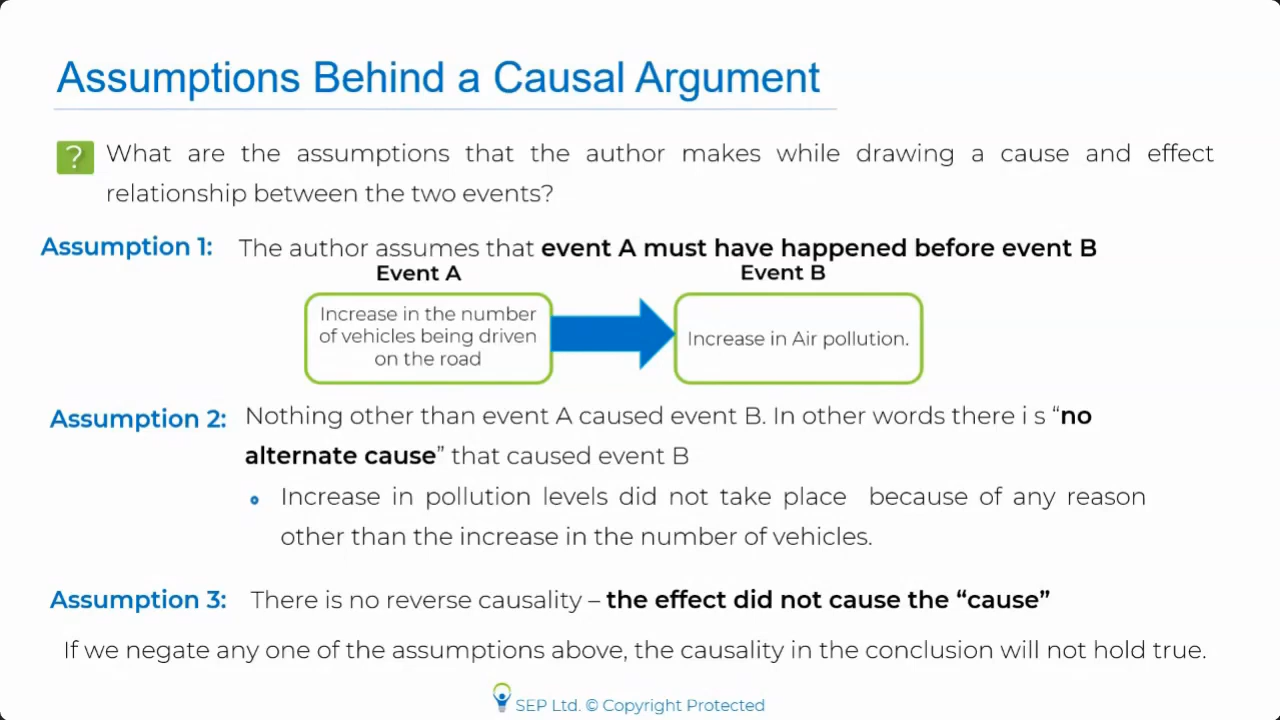 Assumptions Behind a Causal Argument
? What are the assumptions that the author makes while drawing a cause and effect
relationship between the two events?
Assumption 1: The author assumes that event A must have happened before event B
Event A Event B
Increase in the number
of vehicles being driven
on the road
Increase in Air pollution.
Assumption 2: Nothing other than event A caused event B. In other words there i s “no
alternate cause” that caused event B
Increase in pollution levels did not take place because of any reason
other than the increase in the number of vehicles.
Assumption 3: There is no reverse causality – the effect did not cause the “cause”
If we negate any one of the assumptions above, the causality in the conclusion will not hold true.
SEP Ltd. © Copyright Protected